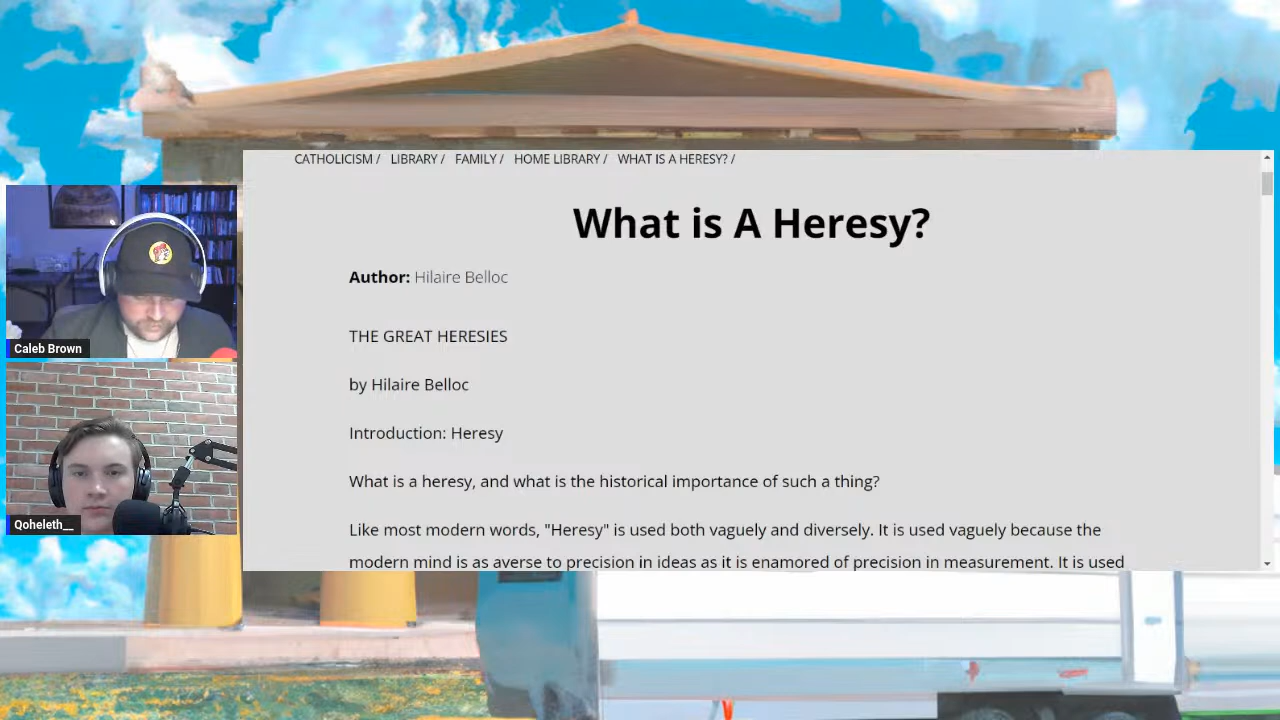 CATHOLICISM / LIBRARY / FAMILY / HOME LIBRARY / WHAT IS A HERESY? /
What is A Heresy?
Author: Hilaire Belloc
THE GREAT HERESIES
by Hilaire Belloc
Introduction: Heresy
What is a heresy, and what is the historical importance of such a thing?
Like most modern words, "Heresy" is used both vaguely and diversely. It is used vaguely because the
modern mind is as averse to precision in ideas as it is enamored of precision in measurement. It is used
Caleb Brown
Qoheleth__